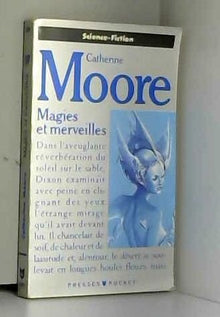 Science-Fiction
Catherine
Moore
Magies
et merveilles
Dans l'aveuglante
réverbération du
soleil sur le sable,
Dixon examinait
avec peine en cli-
gnant des yeux
l'étrange mirage
qu'il avait devant
lui. Il chancelait de
soif, de chaleur et de
lassitude et, alentour, le désert se sou-
levait en longues houles floues, mais
PRESSES POCKET